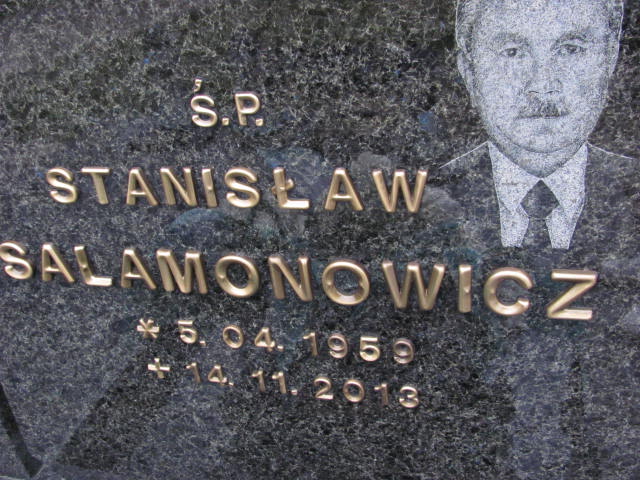 Ś.P.
STANISŁAW
SALAMONOWICZ
* 5. 04. 1959
+ 14. 11. 2013